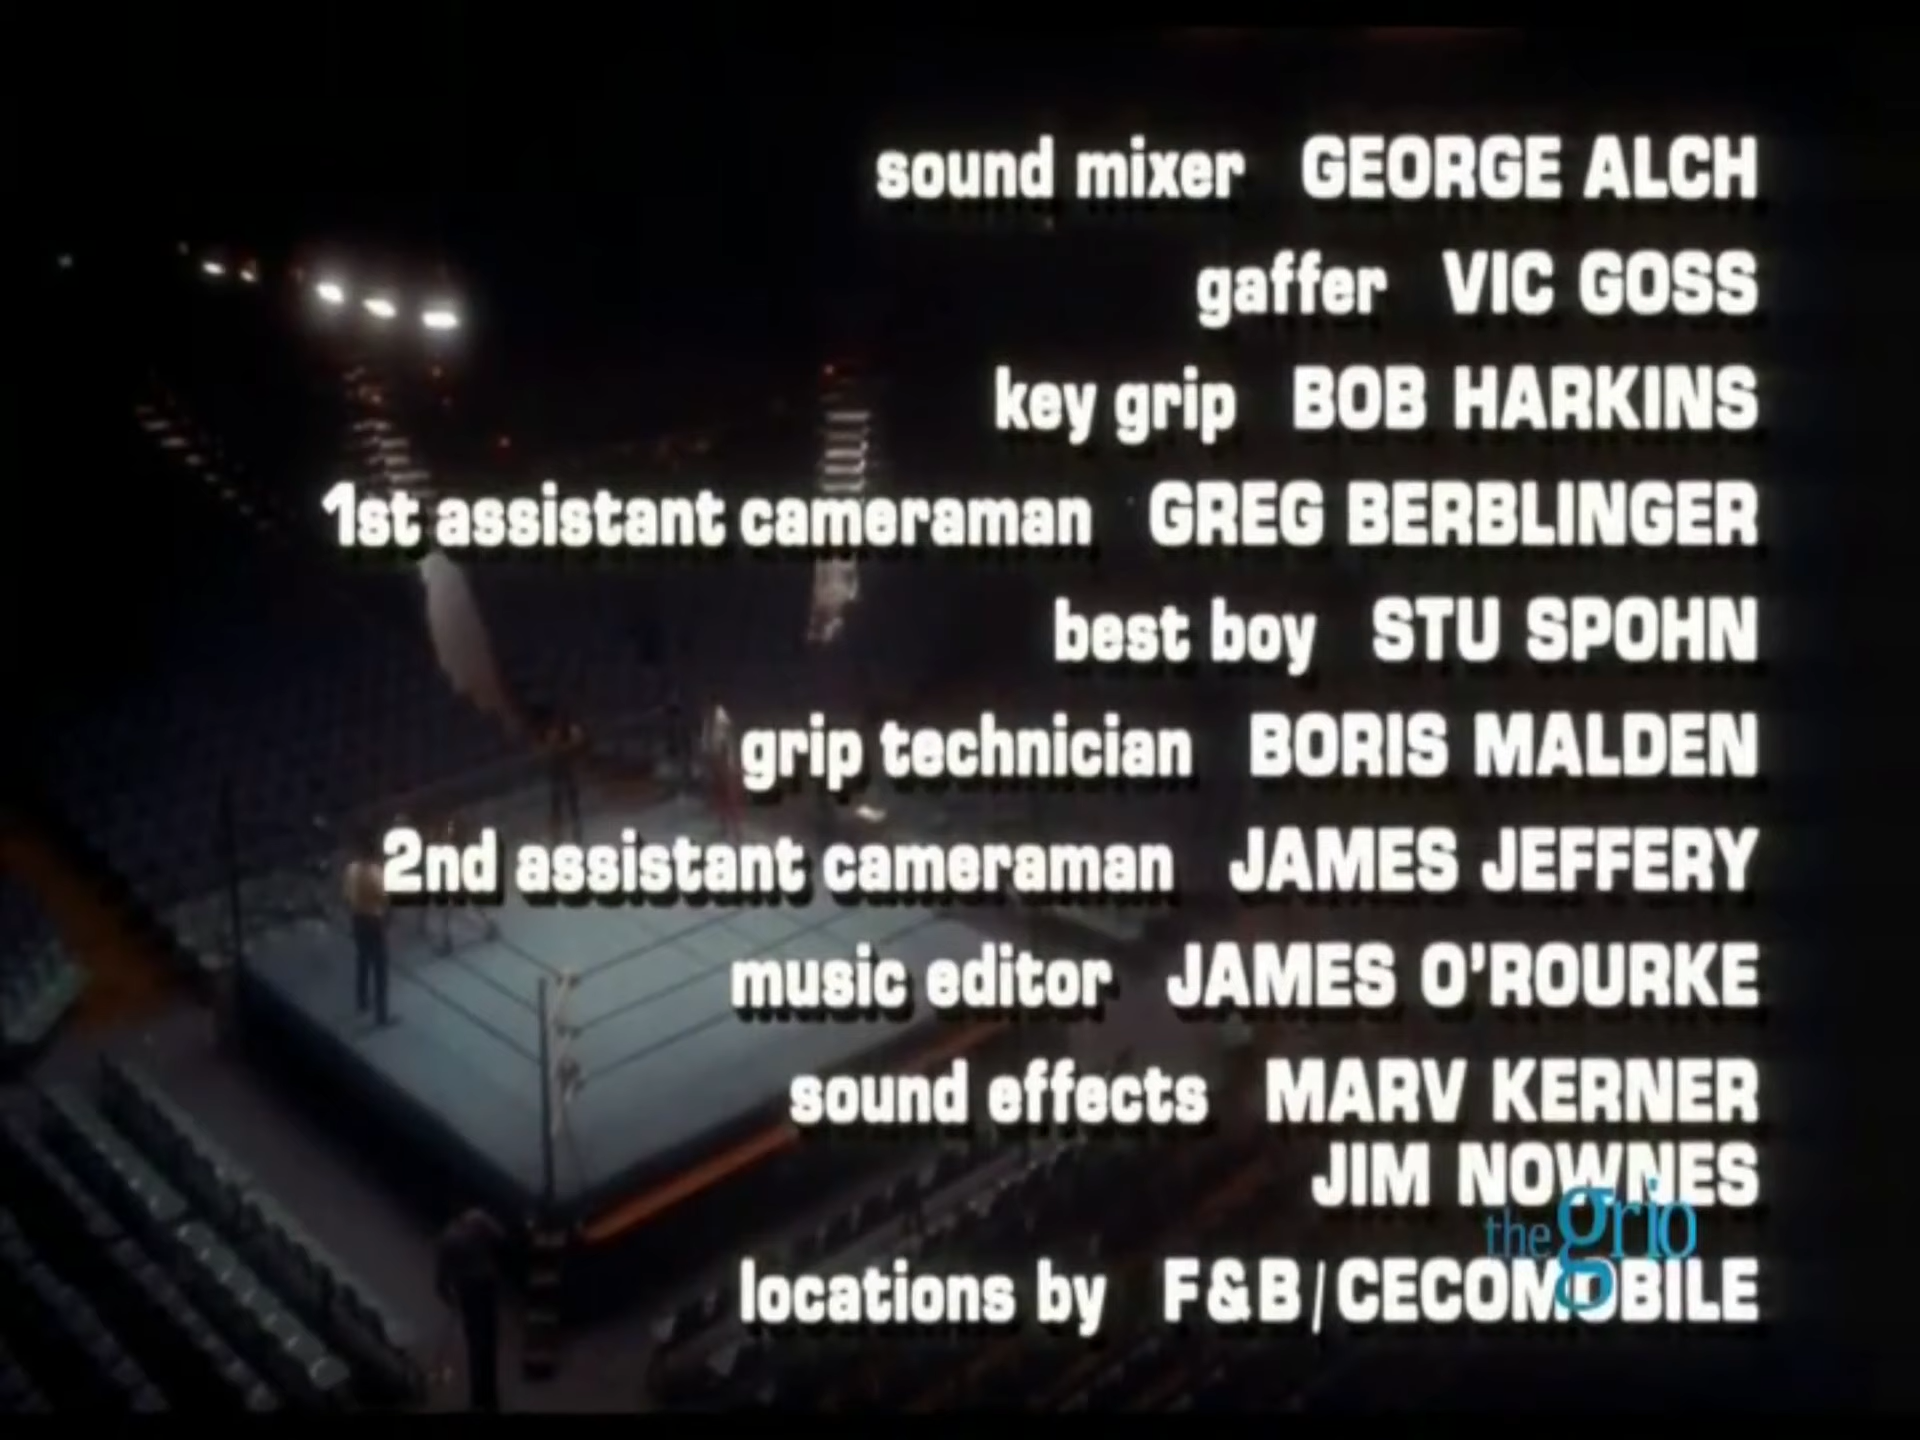 sound mixer GEORGE ALCH
gaffer VIC GOSS
key grip BOB HARKINS
1st assistant cameraman GREG BERBLINGER
best boy STU SPOHN
grip technician BORIS MALDEN
2nd assistant cameraman JAMES JEFFERY
music editor JAMES O'ROURKE
sound effects MARV KERNER
JIM NOWNES
thegrio
locations by F&B/CECOMOBILE